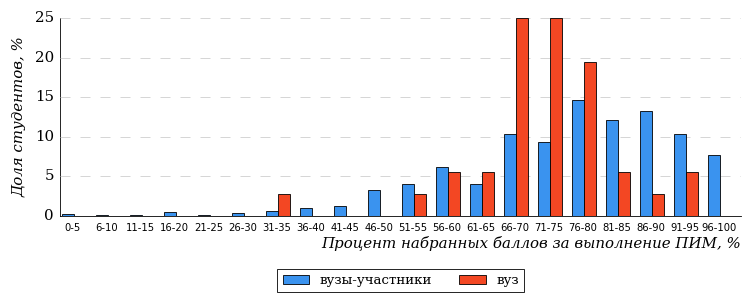 Доля студентов, %
25
20
15
10
5
0
0-5 6-10 11-15 16-20 21-25 26-30 31-35 36-40 41-45 46-50 51-55 56-60 61-65 66-70 71-75 76-80 81-85 86-90 91-95 96-100
Процент набранных баллов за выполнение ПИМ, %
вузы-участники вуз